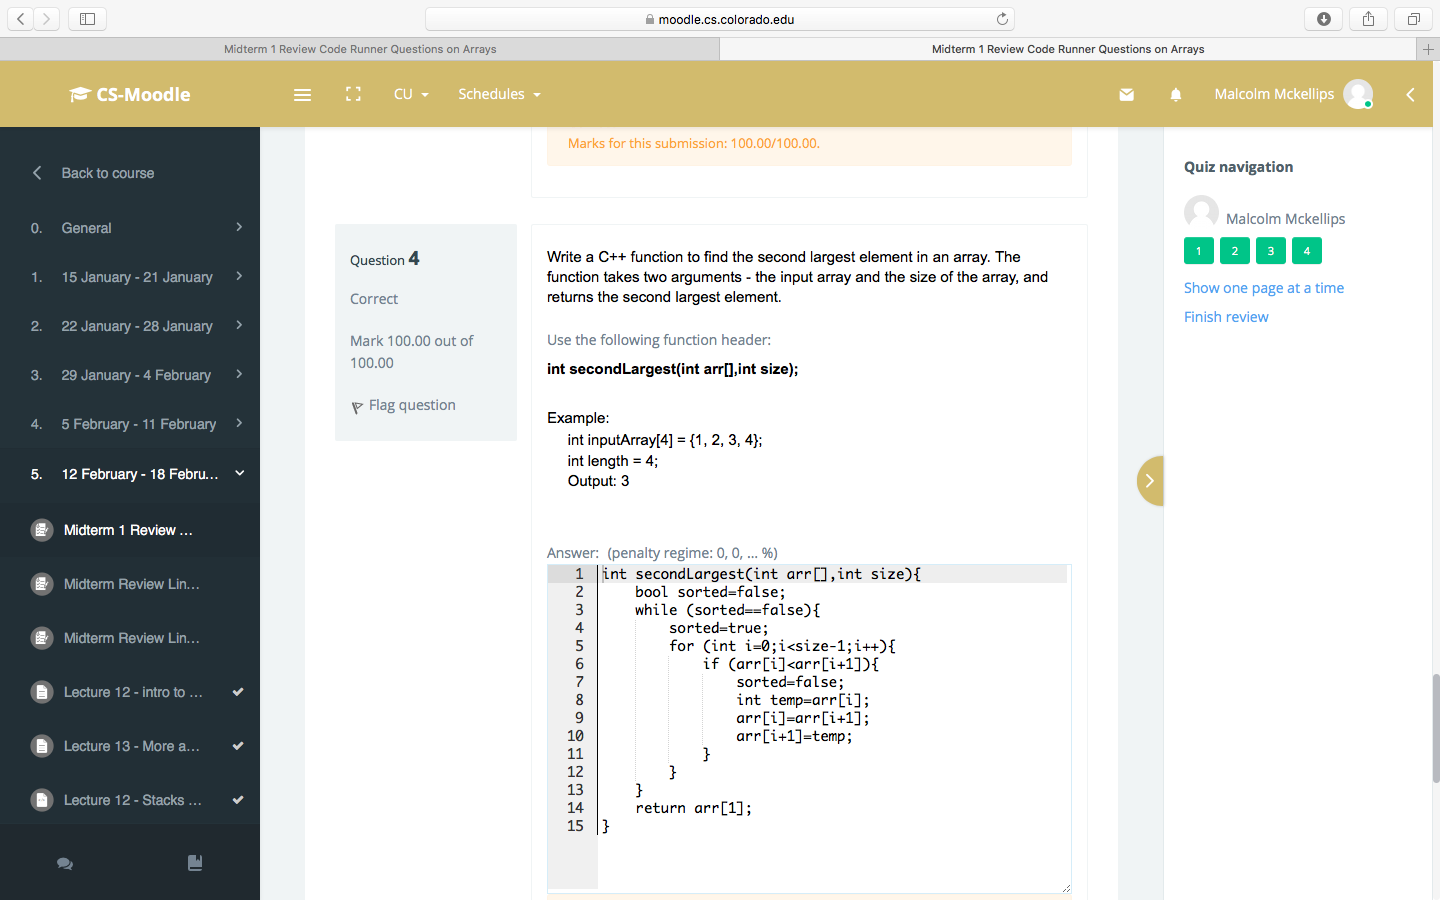 moodle.cs.colorado.edu
Midterm 1 Review Code Runner Questions on Arrays
Midterm 1 Review Code Runner Questions on Arrays
CS-Moodle
CU
Schedules
Malcolm Mckellips
Back to course
0. General
1. 15 January - 21 January
2. 22 January - 28 January
3. 29 January - 4 February
4. 5 February - 11 February
5. 12 February - 18 Febru...
Midterm 1 Review ...
Midterm Review Lin...
Midterm Review Lin...
Lecture 12 - intro to ...
Lecture 13 - More a...
Lecture 12 - Stacks ...
Marks for this submission: 100.00/100.00.
Question 4
Correct
Mark 100.00 out of
100.00
Flag question
Write a C++ function to find the second largest element in an array. The
function takes two arguments - the input array and the size of the array, and
returns the second largest element.
Use the following function header:
int secondLargest(int arr[],int size);
Example:
int inputArray[4] = {1, 2, 3, 4};
int length = 4;
Output: 3
Answer: (penalty regime: 0, 0, ... %)
1 int secondLargest(int arr[],int size){
2 bool sorted=false;
3 while (sorted==false){
4 sorted=true;
5 for (int i=0;i<size-1;i++){
6 if (arr[i]<arr[i+1]){
7 sorted=false;
8 int temp=arr[i];
9 arr[i]=arr[i+1];
10 arr[i+1]=temp;
11 }
12 }
13 }
14 return arr[1];
15 }
Quiz navigation
Malcolm Mckellips
1 2 3 4
Show one page at a time
Finish review